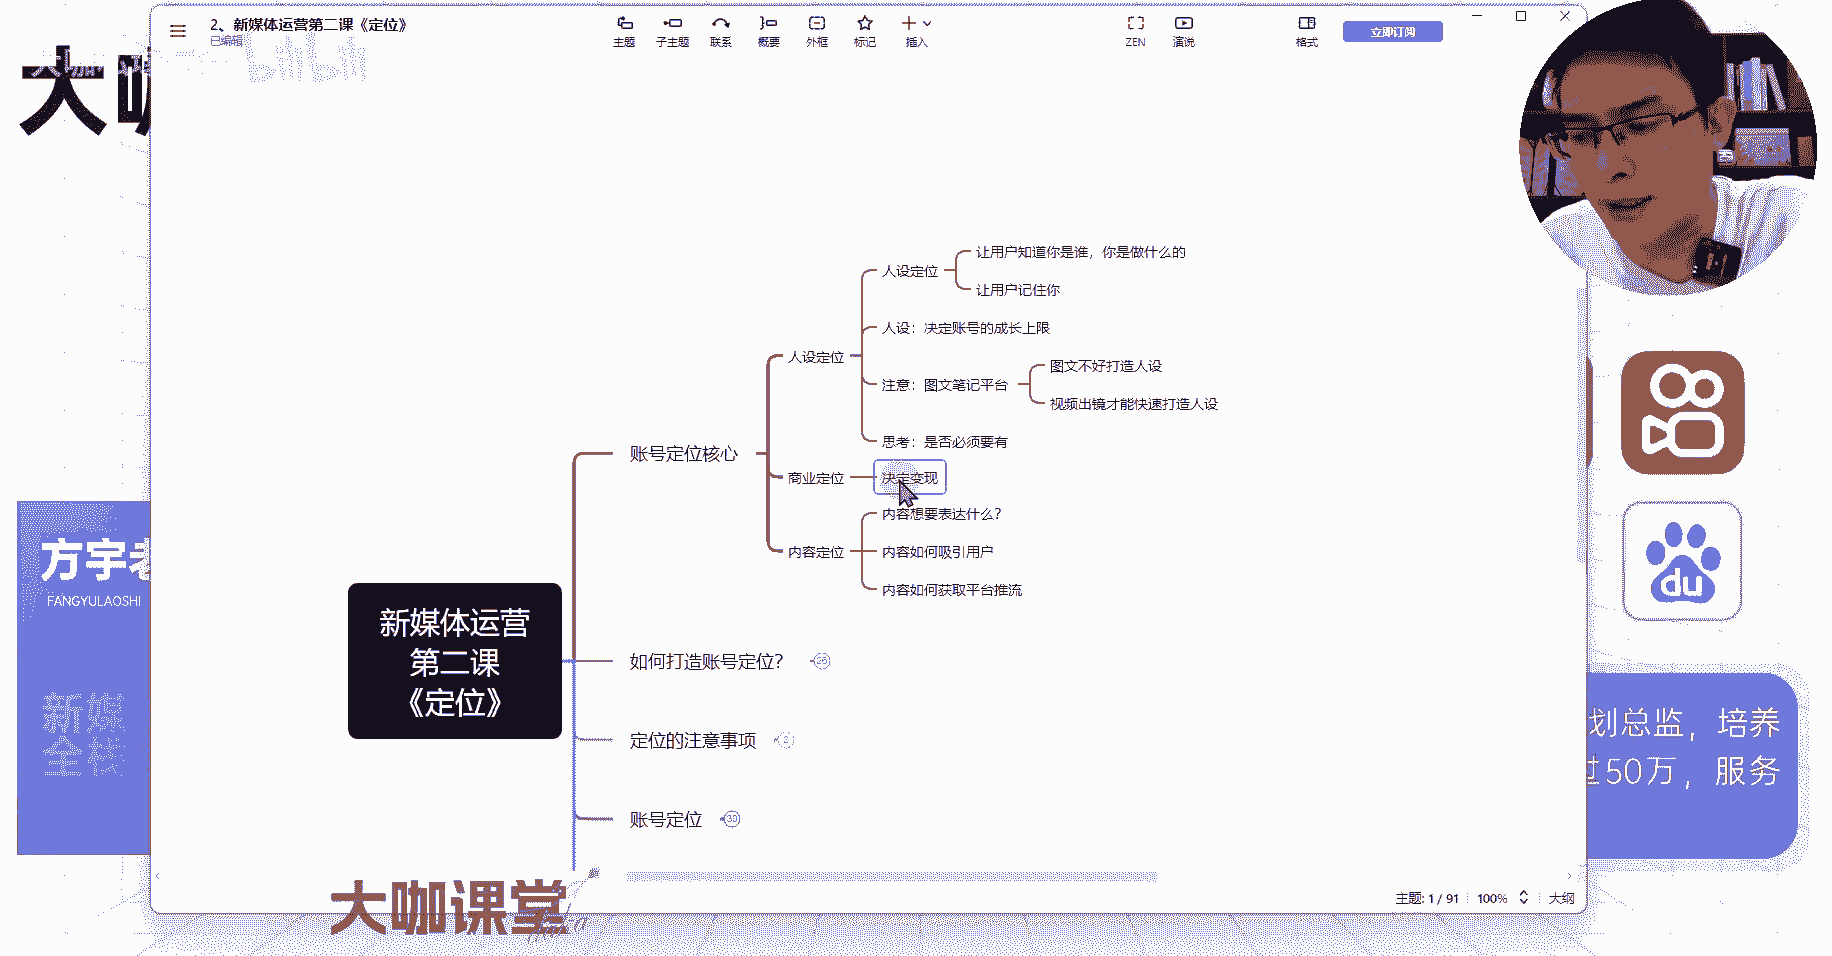 2、新媒体运营第二课《定位》
已编辑
主题
子主题
联系
概要
外框
标记
插入
ZEN
演说
格式
立即订阅
bilibili
大
让用户知道你是谁，你是做什么的
人设定位
让用户记住你
人设：决定账号的成长上限
人设定位
图文不好打造人设
注意：图文笔记平台
视频出镜才能快速打造人设
思考：是否必须要有
账号定位核心
商业定位
决定变现
内容想要表达什么？
内容定位
内容如何吸引用户
内容如何获取平台推流
新媒体运营
第二课
《定位》
如何打造账号定位？
定位的注意事项
账号定位
30
方宇
FANGYULAOSHI
新媒
全栈
du
划总监，培养
过50万，服务
大咖课堂
主题: 1 / 91
100%
大纲